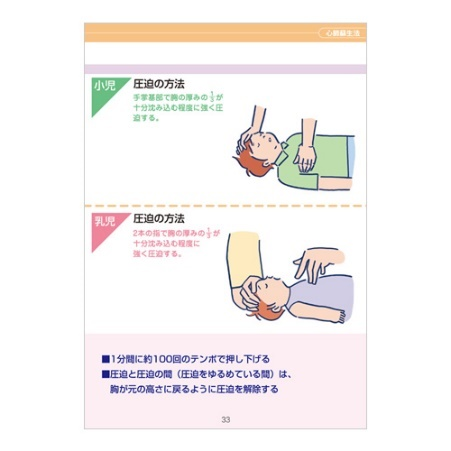 心肺蘇生法
小児
圧迫の方法
手掌基部で胸の厚みの1/3が
十分沈み込む程度に強く圧
迫する。
乳児
圧迫の方法
2本の指で胸の厚みの1/3が
十分沈み込む程度に
強く圧迫する。
■1分間に約100回のテンポで押し下げる
■圧迫と圧迫の間（圧迫をゆるめている間）は、
胸が元の高さに戻るように圧迫を解除する
33